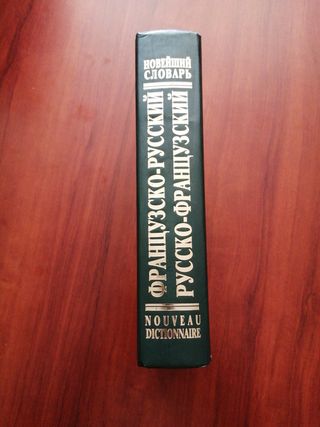 НОВЕЙШИЙ
СЛОВАРЬ
ФРАНЦУЗСКО-РУССКИЙ
РУССКО-ФРАНЦУЗСКИЙ
NOUVEAU
DICTIONNAIRE